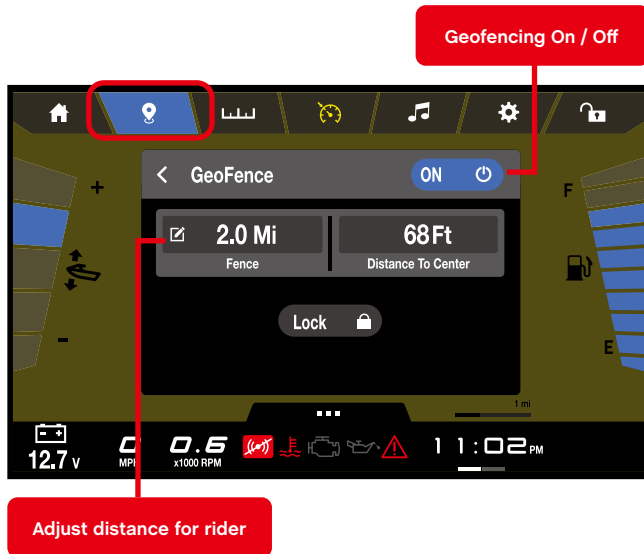 Geofencing On / Off
GeoFence
ON
+
F
2.0 Mi
68 Ft
Fence
Distance To Center
Lock
-
E
1 mi
- +
12.7 v
0
MPH
0.6
x1000 RPM
11:02 PM
Adjust distance for rider